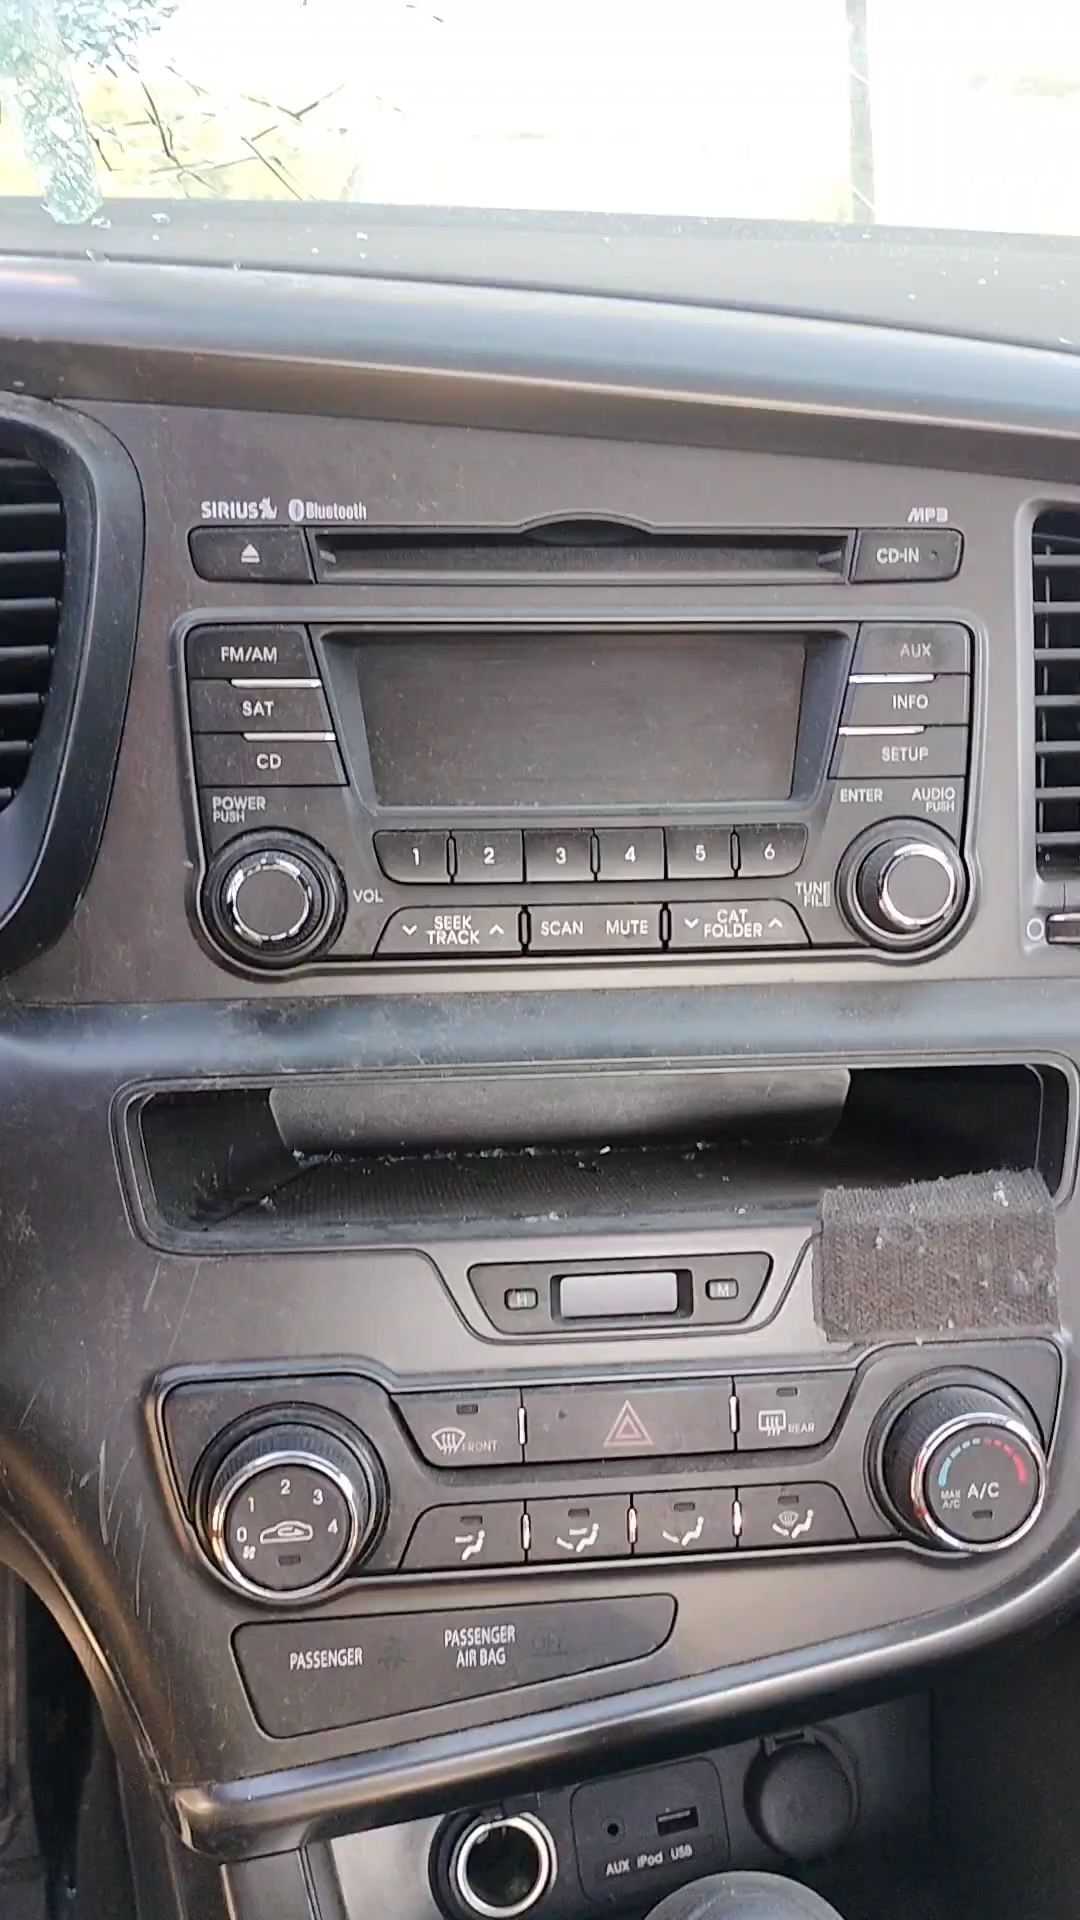 SIRIUS Bluetooth
MP3
CD-IN
FM/AM
AUX
SAT
INFO
CD
SETUP
POWER
PUSH
ENTER
AUDIO
PUSH
1 2 3 4 5 6
VOL
TUNE
FILE
SEEK
TRACK
SCAN MUTE
CAT
FOLDER
H
M
FRONT
REAR
0 1 2 3 4
MAX
A/C
A/C
PASSENGER
PASSENGER
AIR BAG
OFF
AUX iPod USB